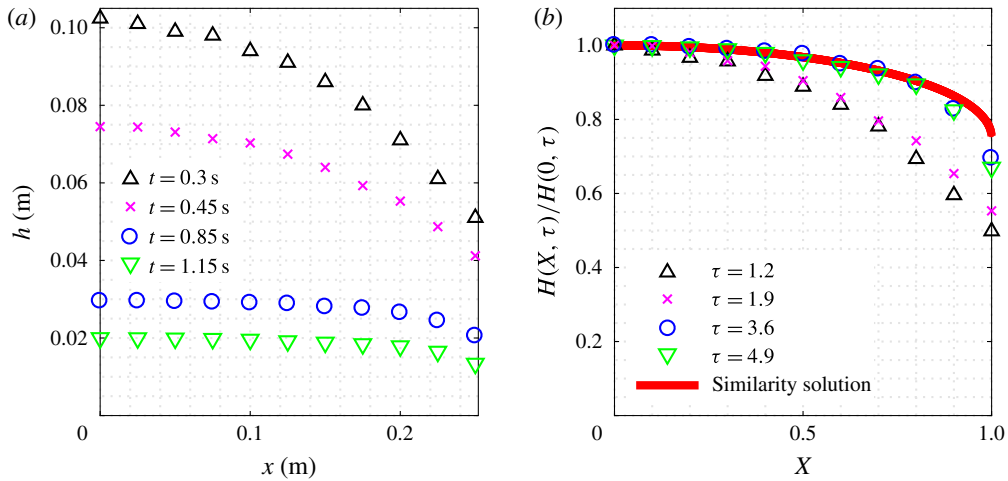 (a)
0.10
0.08
0.06
0.04
0.02
0
0.1
0.2
h (m)
x (m)
t = 0.3 s
t = 0.45 s
t = 0.85 s
t = 1.15 s
(b)
1.0
0.8
0.6
0.4
0.2
0
0.5
1.0
H(X, τ)/H(0, τ)
X
τ = 1.2
τ = 1.9
τ = 3.6
τ = 4.9
Similarity solution